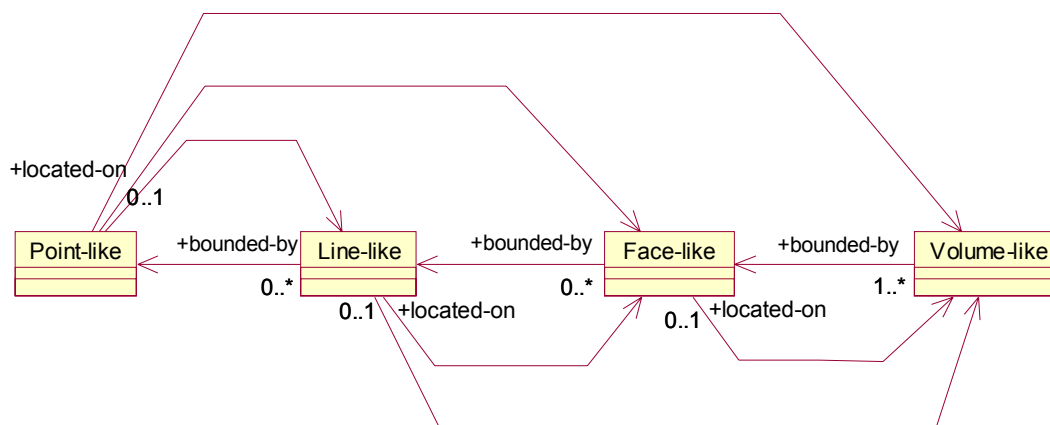 +located-on
0..1
Point-like
+bounded-by
Line-like
+bounded-by
Face-like
+bounded-by
Volume-like
0..*
0..*
1..*
0..1
+located-on
0..1
+located-on